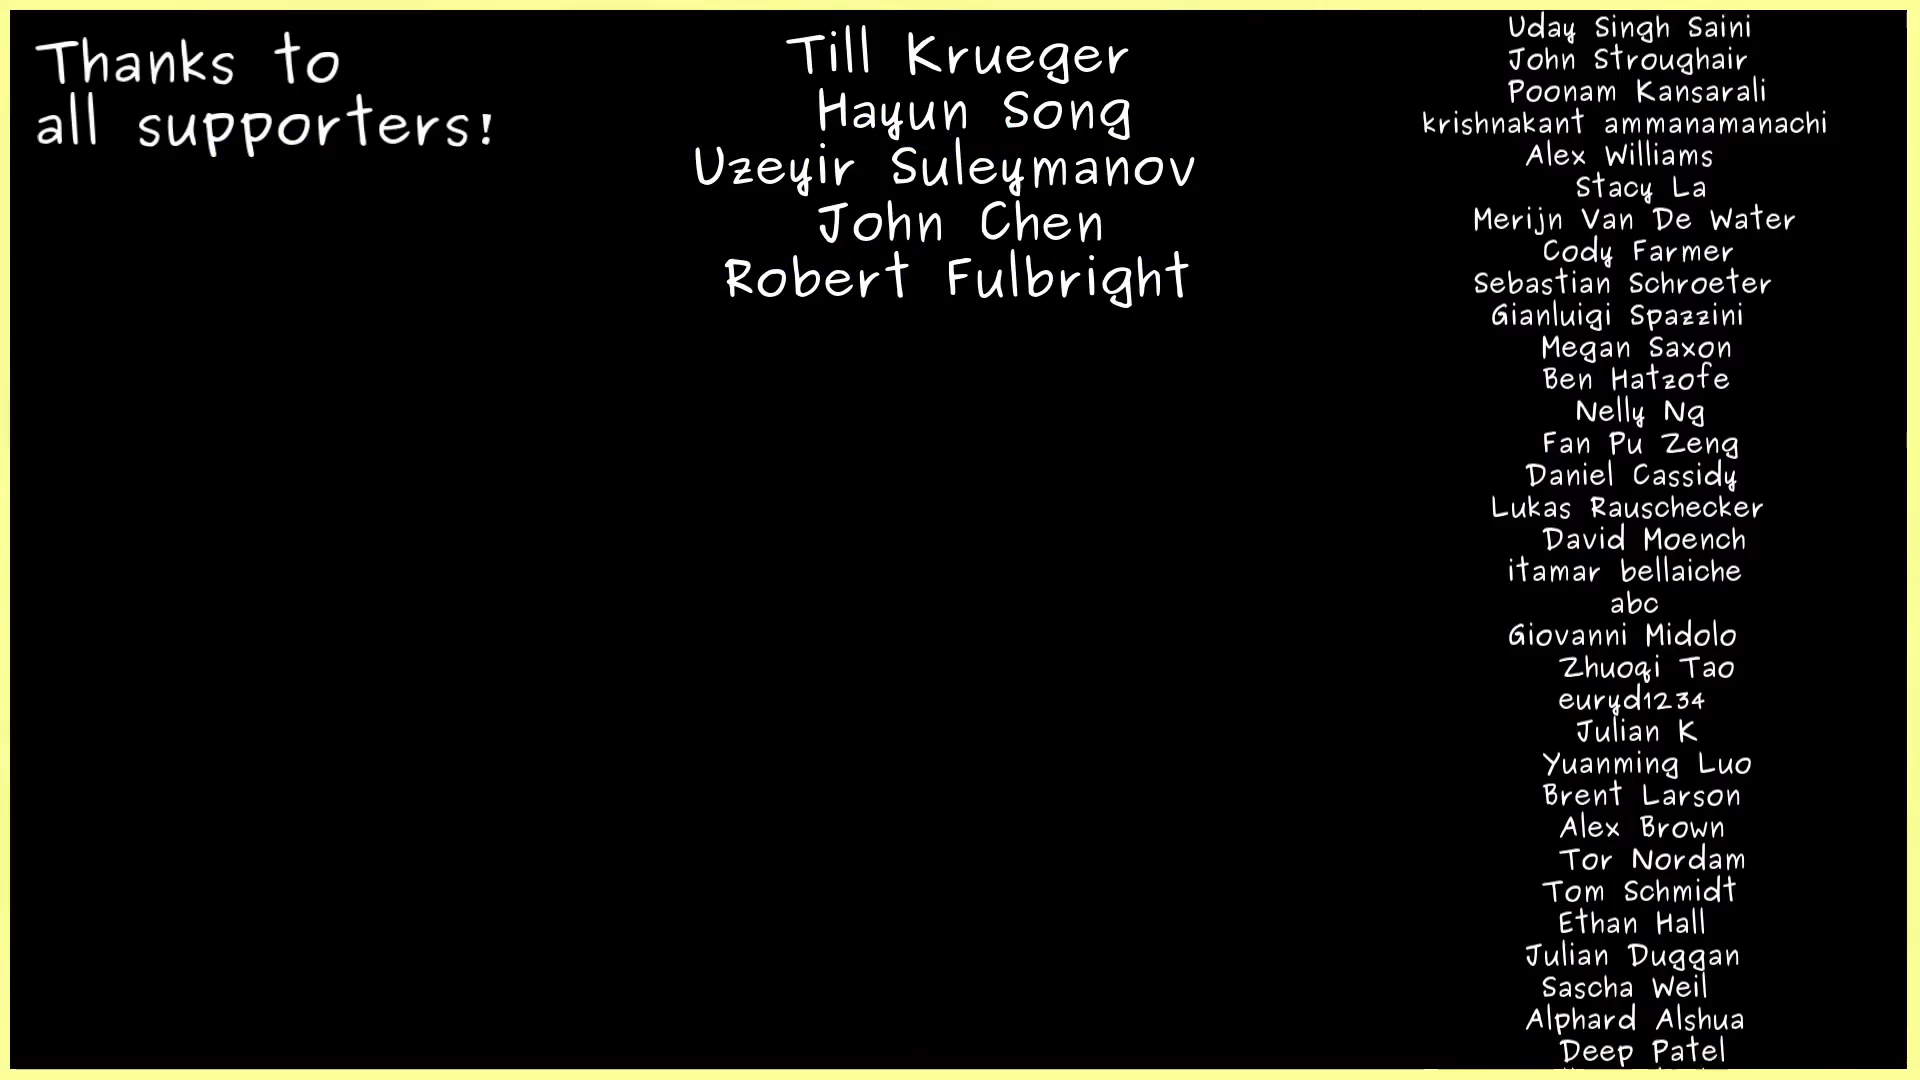 Thanks to
all supporters!
Till Krueger
Hayun Song
Uzeyir Suleymanov
John Chen
Robert Fulbright
Uday Singh Saini
John Stroughair
Poonam Kansarali
krishnakant ammanamanachi
Alex Williams
Stacy La
Merijn Van De Water
Cody Farmer
Sebastian Schroeter
Gianluigi Spazzini
Megan Saxon
Ben Hatzofe
Nelly Ng
Fan Pu Zeng
Daniel Cassidy
Lukas Rauschecker
David Moench
itamar bellaiche
abc
Giovanni Midolo
Zhuoqi Tao
euryd1234
Julian K
Yuanming Luo
Brent Larson
Alex Brown
Tor Nordam
Tom Schmidt
Ethan Hall
Julian Duggan
Sascha Weil
Alphard Alshua
Deep Patel